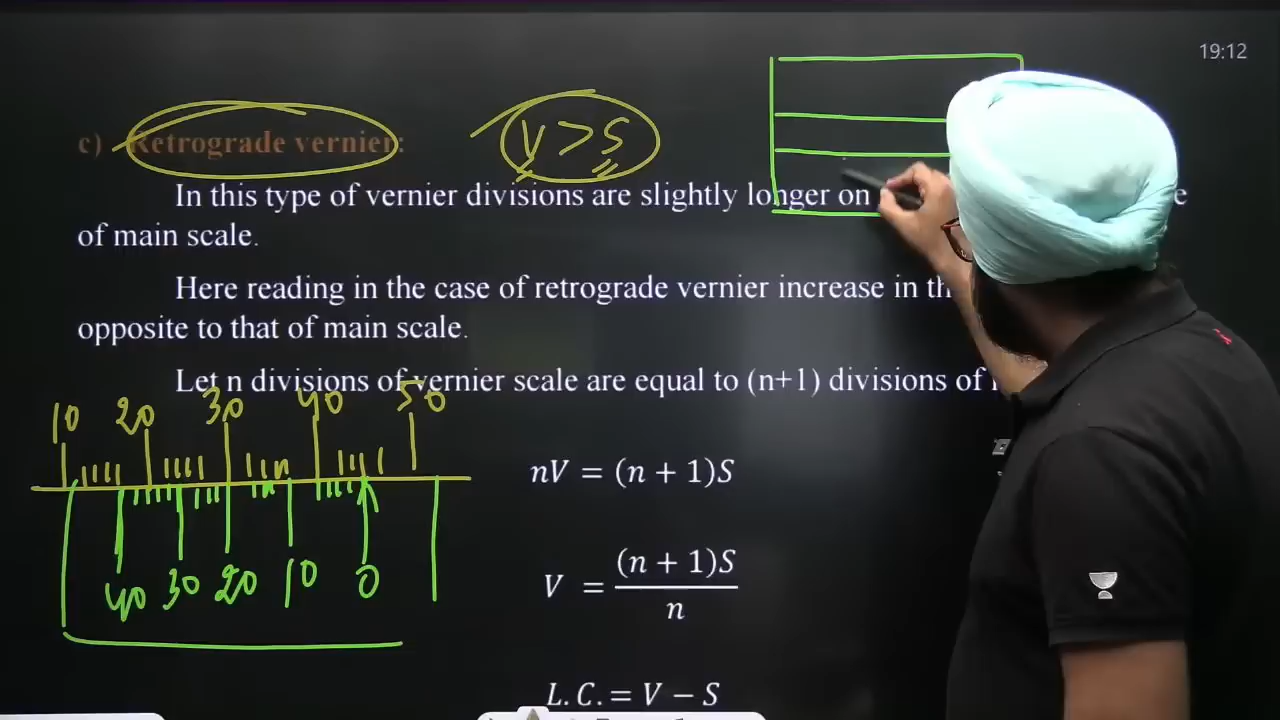 19:12
c) Retrograde vernier:
V > S
In this type of vernier divisions are slightly longer on
of main scale.
Here reading in the case of retrograde vernier increase in
opposite to that of main scale.
Let n divisions of vernier scale are equal to (n+1) divisions of
10 20 30 40 50
nV = (n + 1)S
V = (n + 1)S / n
40 30 20 10 0
L.C. = V − S